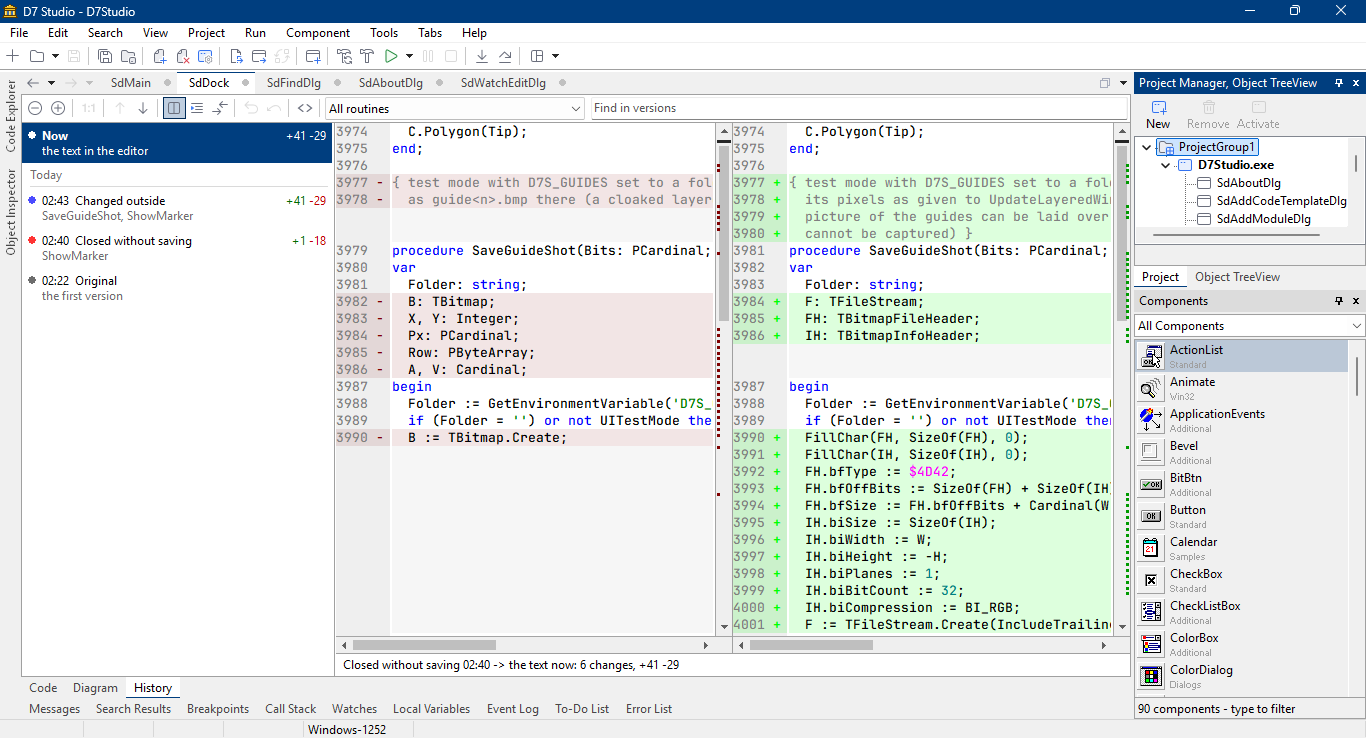 D7 Studio - D7Studio
File Edit Search View Project Run Component Tools Tabs Help
Code Explorer
Object Inspector
SdMain SdDock SdFindDlg SdAboutDlg SdWatchEditDlg
1:1 All routines Find in versions
Now +41 -29
the text in the editor
Today
02:43 Changed outside +41 -29
SaveGuideShot, ShowMarker
02:40 Closed without saving +1 -18
ShowMarker
02:22 Original
the first version
3974 C.Polygon(Tip);
3975 end;
3976
3977 - { test mode with D7S_GUIDES set to a fol
3978 - as guide<n>.bmp there (a cloaked layer
3979 procedure SaveGuideShot(Bits: PCardinal;
3980 var
3981 Folder: string;
3982 - B: TBitmap;
3983 - X, Y: Integer;
3984 - Px: PCardinal;
3985 - Row: PByteArray;
3986 - A, V: Cardinal;
3987 begin
3988 Folder := GetEnvironmentVariable('D7S_
3989 if (Folder = '') or not UITestMode the
3990 - B := TBitmap.Create;
3974 C.Polygon(Tip);
3975 end;
3976
3977 + { test mode with D7S_GUIDES set to a fol
3978 + its pixels as given to UpdateLayeredWi
3979 + picture of the guides can be laid over
3980 + cannot be captured) }
3981 procedure SaveGuideShot(Bits: PCardinal;
3982 var
3983 Folder: string;
3984 + F: TFileStream;
3985 + FH: TBitmapFileHeader;
3986 + IH: TBitmapInfoHeader;
3987 begin
3988 Folder := GetEnvironmentVariable('D7S_
3989 if (Folder = '') or not UITestMode the
3990 + FillChar(FH, SizeOf(FH), 0);
3991 + FillChar(IH, SizeOf(IH), 0);
3992 + FH.bfType := $4D42;
3993 + FH.bfOffBits := SizeOf(FH) + SizeOf(IH
3994 + FH.bfSize := FH.bfOffBits + Cardinal(W
3995 + IH.biSize := SizeOf(IH);
3996 + IH.biWidth := W;
3997 + IH.biHeight := -H;
3998 + IH.biPlanes := 1;
3999 + IH.biBitCount := 32;
4000 + IH.biCompression := BI_RGB;
4001 + F := TFileStream.Create(IncludeTrailin
Closed without saving 02:40 -> the text now: 6 changes, +41 -29
Code Diagram History
Messages Search Results Breakpoints Call Stack Watches Local Variables Event Log To-Do List Error List
Windows-1252
Project Manager, Object TreeView
New Remove Activate
ProjectGroup1
D7Studio.exe
SdAboutDlg
SdAddCodeTemplateDlg
SdAddModuleDlg
Project Object TreeView
Components
All Components
ActionList
Standard
Animate
Win32
ApplicationEvents
Additional
Bevel
Additional
BitBtn
Additional
OK
Button
Standard
OK
Calendar
Samples
21
CheckBox
Standard
CheckListBox
Additional
ColorBox
Additional
ColorDialog
Dialogs
90 components - type to filter